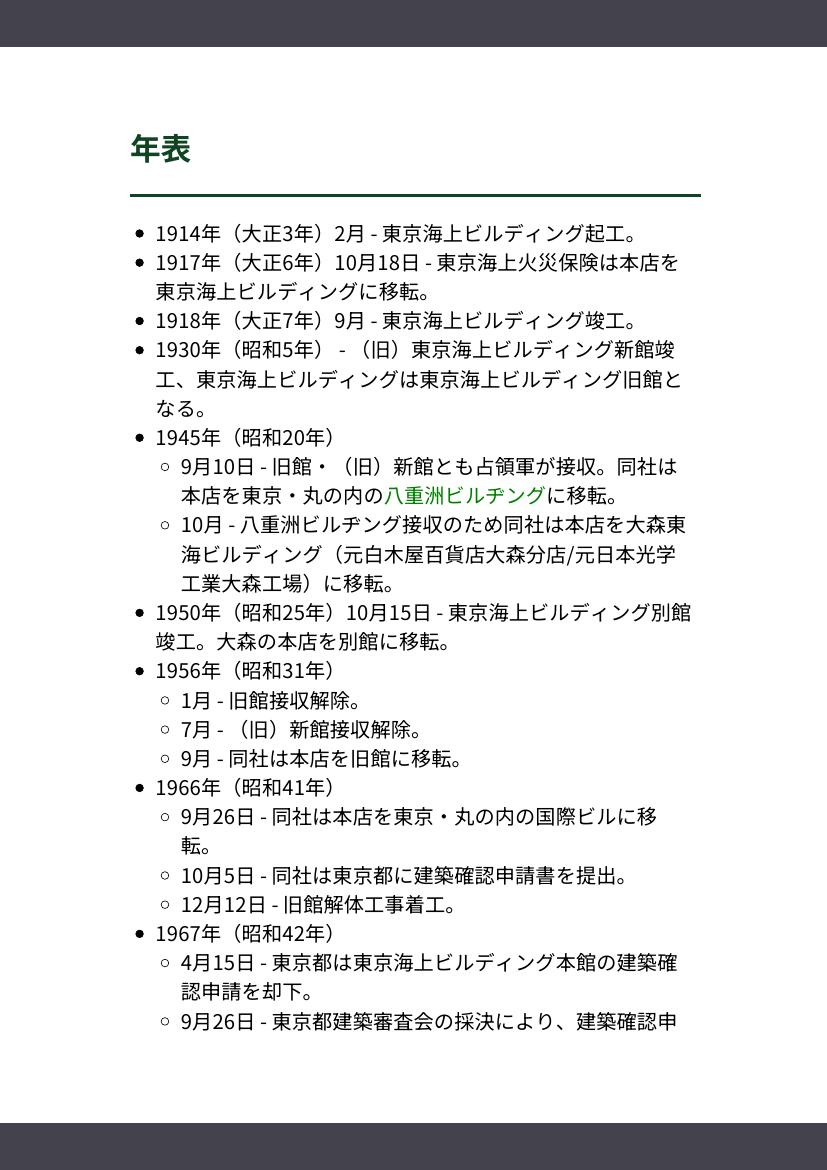 年表
• 1914年（大正3年）2月 - 東京海上ビルディング起工。
• 1917年（大正6年）10月18日 - 東京海上火災保険は本店を
東京海上ビルディングに移転。
• 1918年（大正7年）9月 - 東京海上ビルディング竣工。
• 1930年（昭和5年） - （旧）東京海上ビルディング新館竣
工、東京海上ビルディングは東京海上ビルディング旧館と
なる。
• 1945年（昭和20年）
○ 9月10日 - 旧館・（旧）新館とも占領軍が接収。同社は
本店を東京・丸の内の八重洲ビルヂングに移転。
○ 10月 - 八重洲ビルヂング接収のため同社は本店を大森東
海ビルディング（元白木屋百貨店大森分店/元日本光学
工業大森工場）に移転。
• 1950年（昭和25年）10月15日 - 東京海上ビルディング別館
竣工。大森の本店を別館に移転。
• 1956年（昭和31年）
○ 1月 - 旧館接収解除。
○ 7月 - （旧）新館接収解除。
○ 9月 - 同社は本店を旧館に移転。
• 1966年（昭和41年）
○ 9月26日 - 同社は本店を東京・丸の内の国際ビルに移
転。
○ 10月5日 - 同社は東京都に建築確認申請書を提出。
○ 12月12日 - 旧館解体工事着工。
• 1967年（昭和42年）
○ 4月15日 - 東京都は東京海上ビルディング本館の建築確
認申請を却下。
○ 9月26日 - 東京都建築審査会の採決により、建築確認申